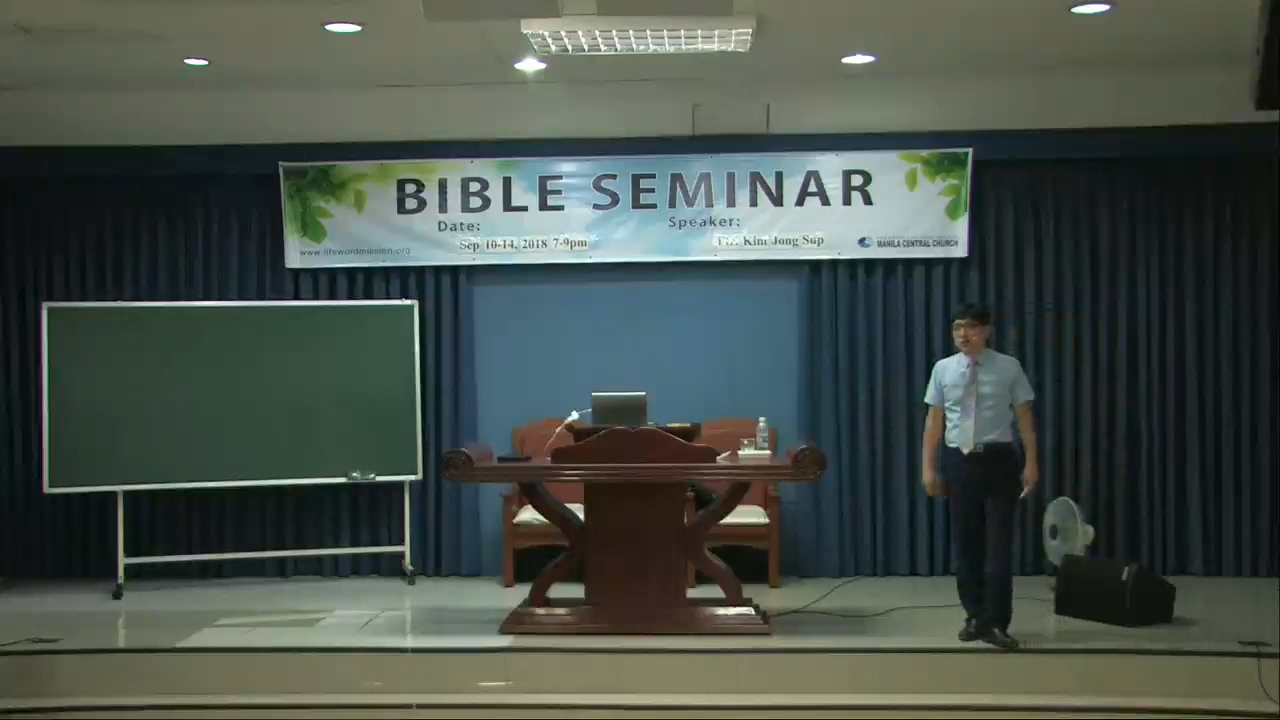 BIBLE SEMINAR
Date:
Speaker:
Sep 10-14, 2018 7-9pm
Kim Jong Sup
www.lifewordmission.org
MANILA CENTRAL CHURCH